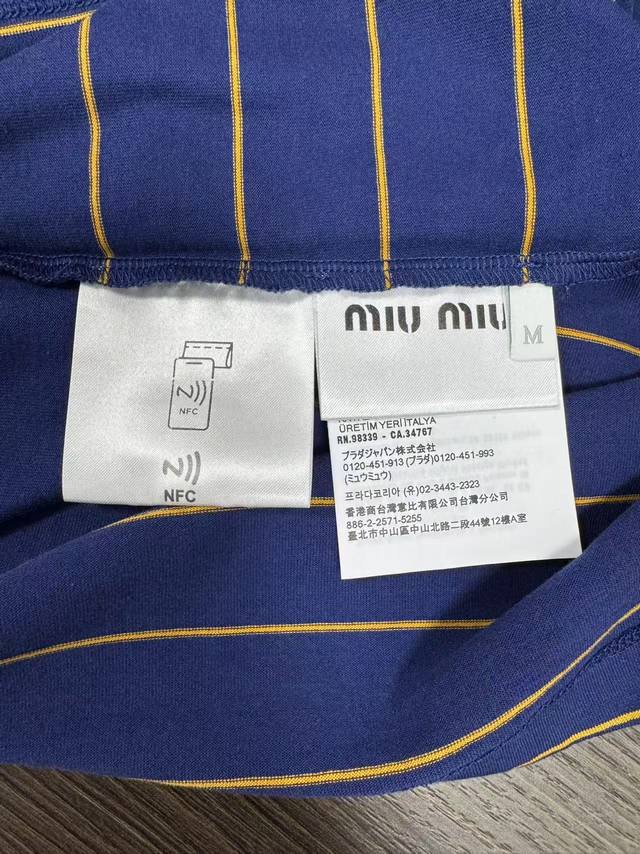 NFC
NFC
miu miu
M
ÜRETİM YERİ İTALYA
RN.98339 - CA.34767
プラダジャパン株式会社
0120-451-913 (プラダ)0120-451-993
(ミュウミュウ)
프라다코리아 (유)02-3443-2323
香港商台灣意比有限公司台灣分公司
886-2-2571-5255
臺北市中山區中山北路二段44號12樓A室